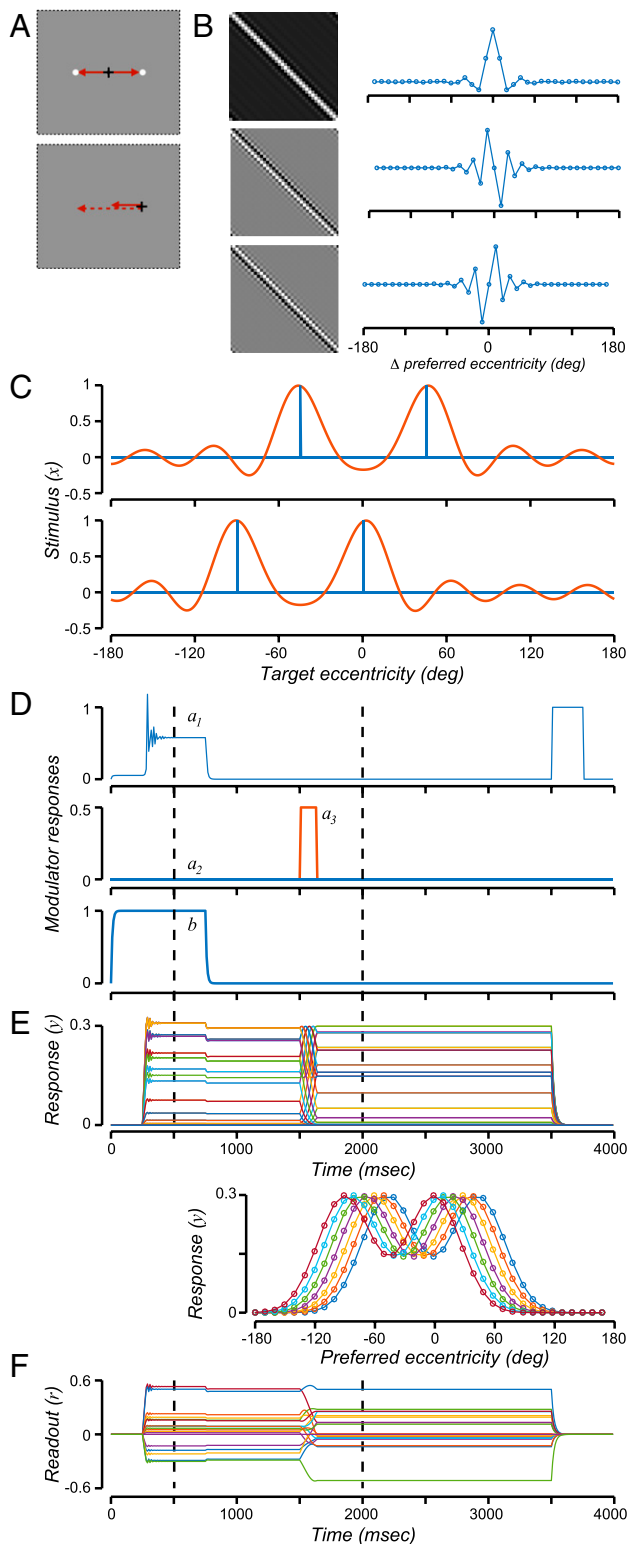 A
B
-180
0
180
Δ preferred eccentricity (deg)
C
1
0.5
0
-0.5
1
0.5
0
-0.5
Stimulus (x)
-180
-120
-60
0
60
120
180
Target eccentricity (deg)
D
1
0
a1
0.5
0
a3
a2
1
0
b
Modulator responses
E
0.3
0
Response (y)
0
1000
2000
3000
4000
Time (msec)
0.3
0
Response (y)
-180
-120
-60
0
60
120
180
Preferred eccentricity (deg)
F
0.6
0
-0.6
Readout (r)
0
1000
2000
3000
4000
Time (msec)